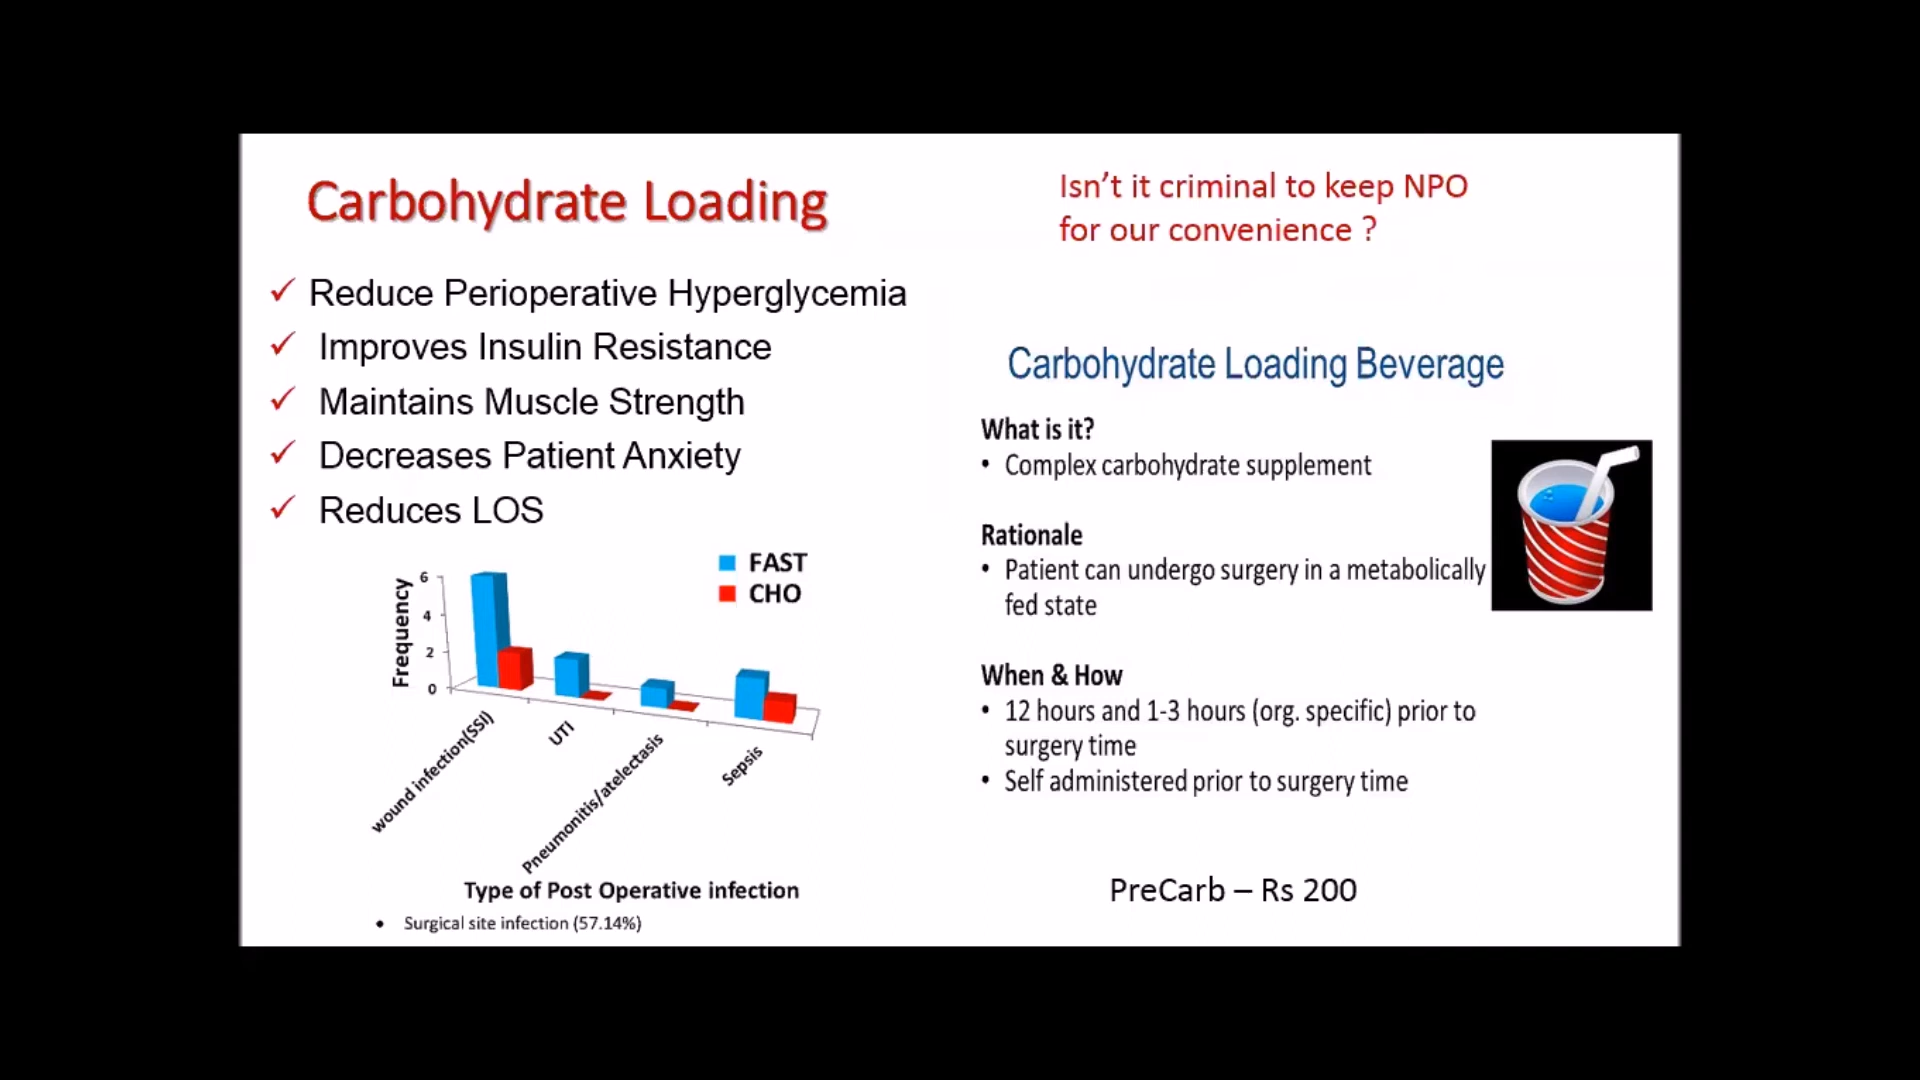 Carbohydrate Loading
✓ Reduce Perioperative Hyperglycemia
✓ Improves Insulin Resistance
✓ Maintains Muscle Strength
✓ Decreases Patient Anxiety
✓ Reduces LOS
FAST
CHO
Frequency
6
4
2
0
wound infection(SSI)
UTI
Pneumonitis/atelectasis
Sepsis
Type of Post Operative infection
• Surgical site infection (57.14%)
Isn't it criminal to keep NPO
for our convenience ?
Carbohydrate Loading Beverage
What is it?
• Complex carbohydrate supplement
Rationale
• Patient can undergo surgery in a metabolically
fed state
When & How
• 12 hours and 1-3 hours (org. specific) prior to
surgery time
• Self administered prior to surgery time
PreCarb – Rs 200